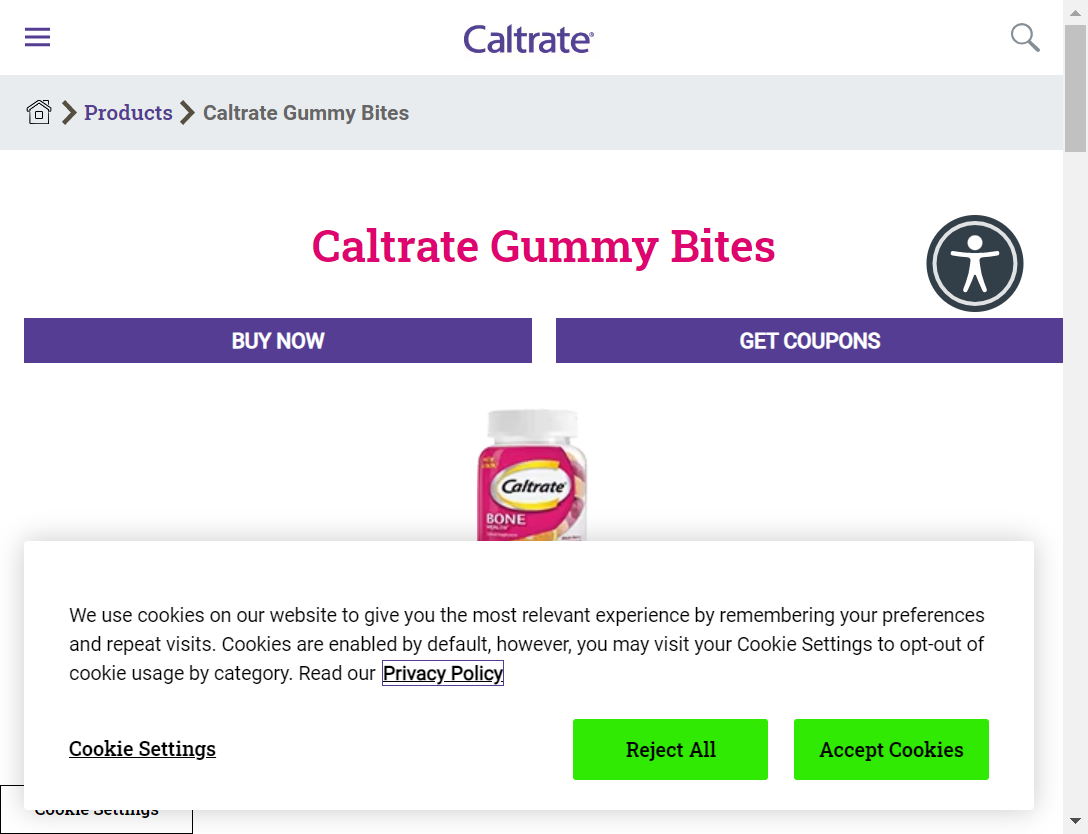 Caltrate®
Products
Caltrate Gummy Bites
Caltrate Gummy Bites
BUY NOW
GET COUPONS
Caltrate
BONE
HEALTH
We use cookies on our website to give you the most relevant experience by remembering your preferences
and repeat visits. Cookies are enabled by default, however, you may visit your Cookie Settings to opt-out of
cookie usage by category. Read our Privacy Policy
Cookie Settings
Reject All
Accept Cookies
Cookie Settings